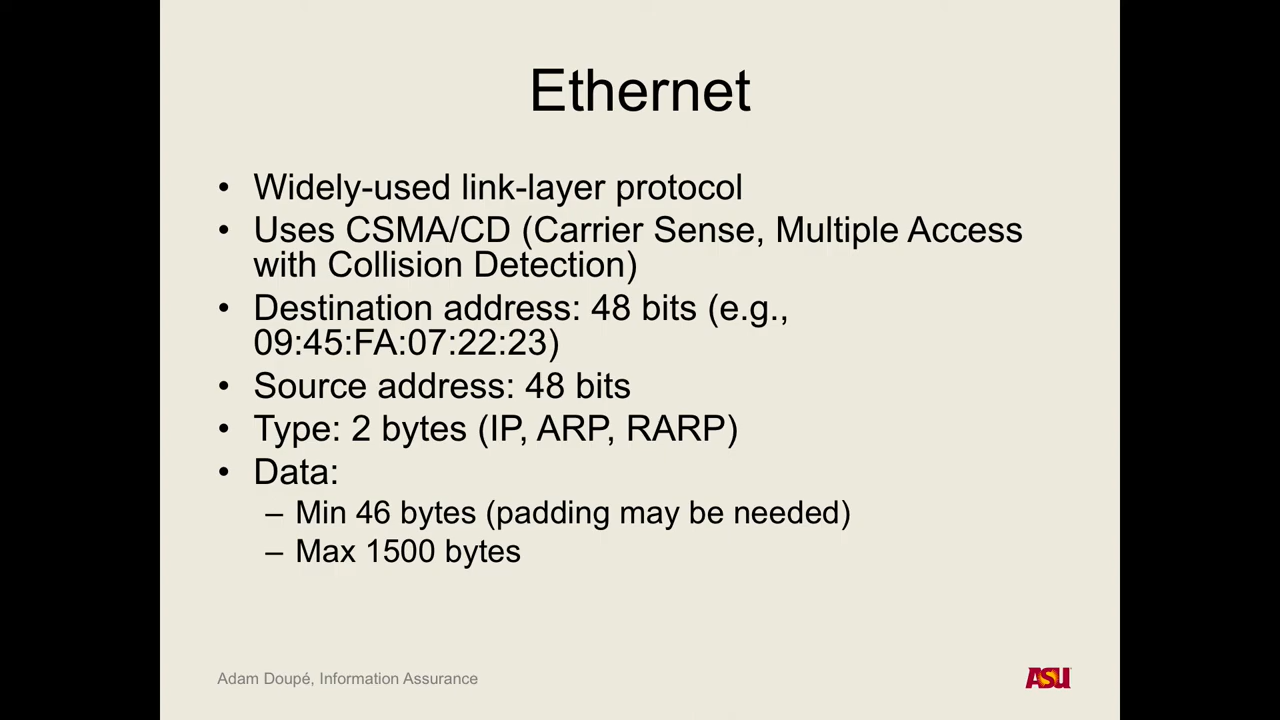 Ethernet
• Widely-used link-layer protocol
• Uses CSMA/CD (Carrier Sense, Multiple Access
with Collision Detection)
• Destination address: 48 bits (e.g.,
09:45:FA:07:22:23)
• Source address: 48 bits
• Type: 2 bytes (IP, ARP, RARP)
• Data:
– Min 46 bytes (padding may be needed)
– Max 1500 bytes
Adam Doupé, Information Assurance
ASU